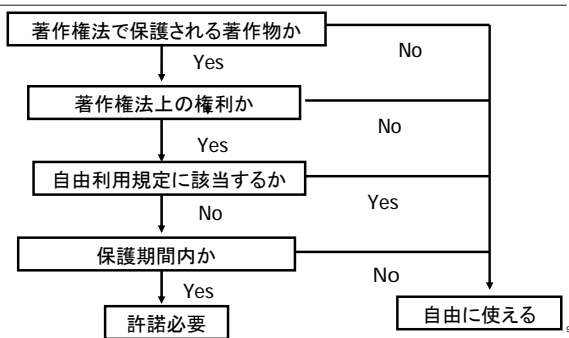 著作権法で保護される著作物か
No
Yes
著作権法上の権利か
No
Yes
自由利用規定に該当するか
Yes
No
保護期間内か
No
Yes
自由に使える
許諾必要